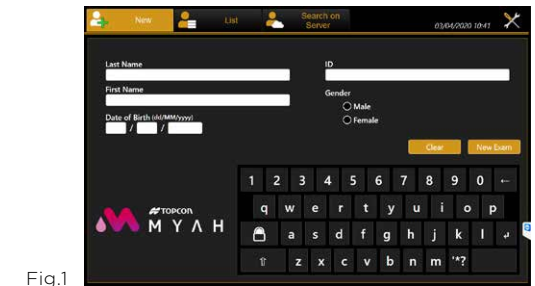 New
List
Search on
Server
03/04/2020 10:41
Last Name
ID
First Name
Gender
Male
Female
Date of Birth (dd/MM/yyyy)
/ /
Clear
New Exam
1 2 3 4 5 6 7 8 9 0 ←
q w e r t y u i o p
a s d f g h j k l ↵
⇧ z x c v b n m '*?
TOPCON
MYAH
Fig.1